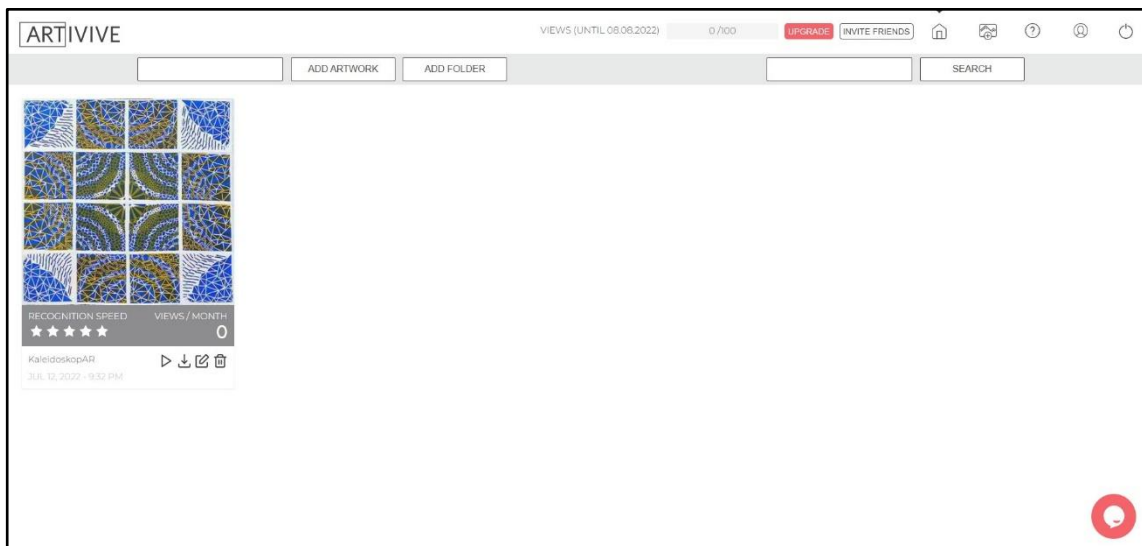 ARTIVIVE
VIEWS (UNTIL 08.08.2022) 0 /100 UPGRADE INVITE FRIENDS
ADD ARTWORK ADD FOLDER SEARCH
RECOGNITION SPEED VIEWS / MONTH
0
KaleidoskopAR
JUL 12, 2022 - 9:32 PM